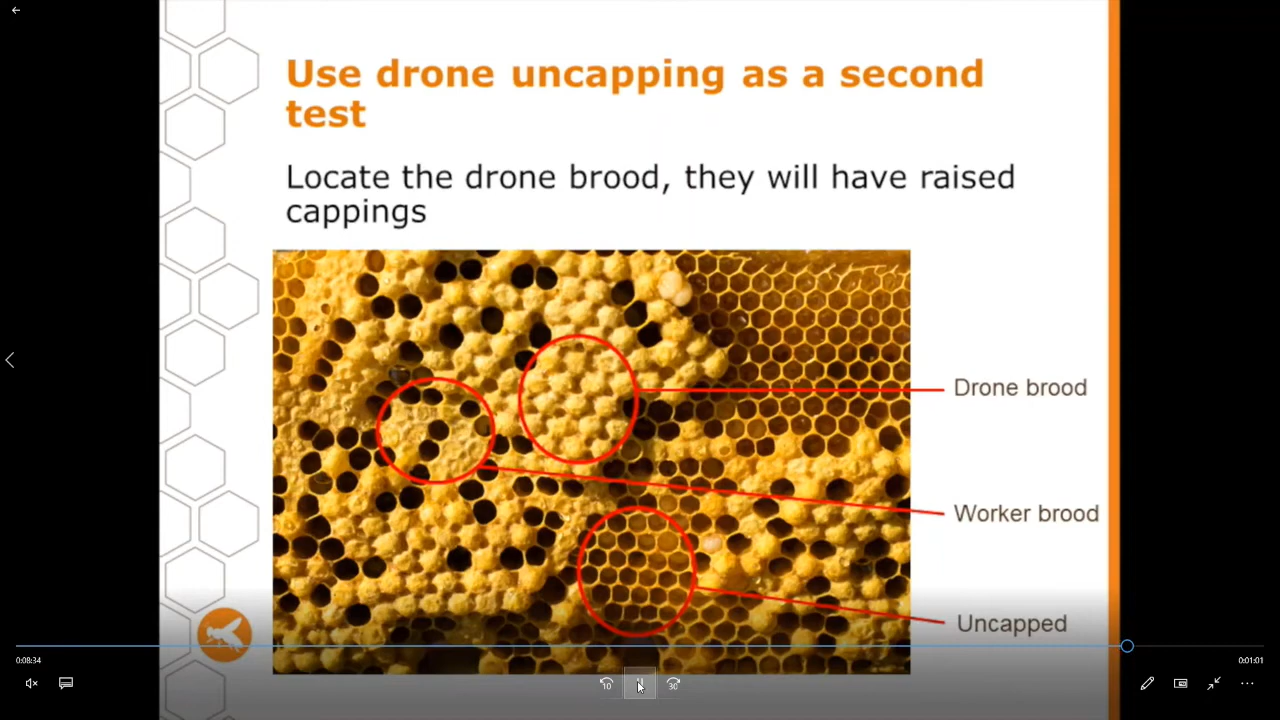 Use drone uncapping as a second
test
Locate the drone brood, they will have raised
cappings
Drone brood
Worker brood
Uncapped
0:08:34
0:01:01
10
30